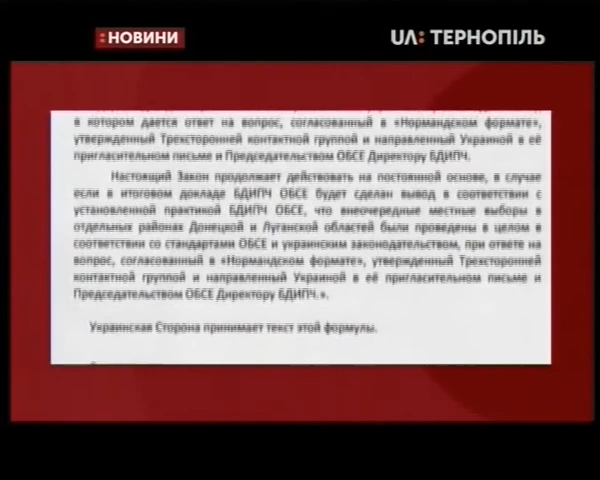 :НОВИНИ
UA: ТЕРНОПІЛЬ
в котором дается ответ на вопрос, согласованный в «Нормандском формате»,
утвержденный Трехсторонней контактной группой и направленный Украиной в её
пригласительном письме и Председательством ОБСЕ Директору БДИПЧ.
Настоящий Закон продолжает действовать на постоянной основе, в случае
если в итоговом докладе БДИПЧ ОБСЕ будет сделан вывод в соответствии с
установленной практикой БДИПЧ ОБСЕ, что внеочередные местные выборы в
отдельных районах Донецкой и Луганской областей были проведены в целом в
соответствии со стандартами ОБСЕ и украинским законодательством, при ответе на
вопрос, согласованный в «Нормандском формате», утвержденный Трехсторонней
контактной группой и направленный Украиной в её пригласительном письме и
Председательством ОБСЕ Директору БДИПЧ.».
Украинская Сторона принимает текст этой формулы.